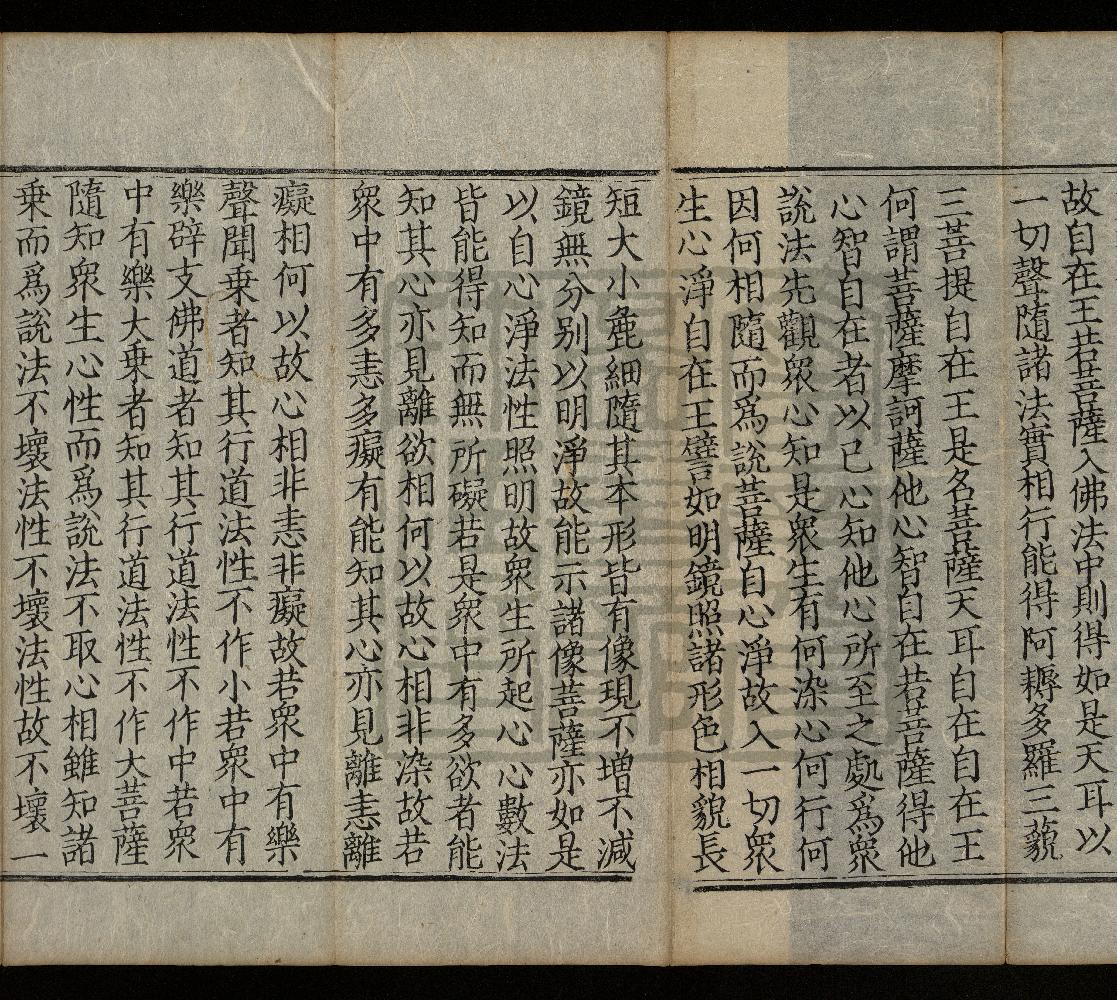 故自在王若菩薩入佛法中則得如是天耳以
一切聲隨諸法實相行能得阿耨多羅三藐
三菩提自在王是名菩薩天耳自在自在王
何謂菩薩摩訶薩他心智自在若菩薩得他
心智自在者以已心知他心所至之處爲衆
說法先觀衆心知是衆生有何染心何行何
因何相隨而爲說菩薩自心淨故入一切衆
生心淨自在王譬如明鏡照諸形色相貌長
短大小麁細隨其本形皆有像現不增不減
鏡無分别以明淨故能示諸像菩薩亦如是
以自心淨法性照明故衆生所起心心數法
皆能得知而無所礙若是衆中有多欲者能
知其心亦見離欲相何以故心相非染故若
衆中有多恚多癡有能知其心亦見離恚離
癡相何以故心相非恚非癡故若衆中有樂
聲聞乗者知其行道法性不作小若衆中有
樂辟支佛道者知其行道法性不作中若衆
中有樂大乗者知其行道法性不作大菩薩
隨知衆生心性而爲說法不取心相雖知諸
乗而爲說法不壞法性不壞法性故不壞一